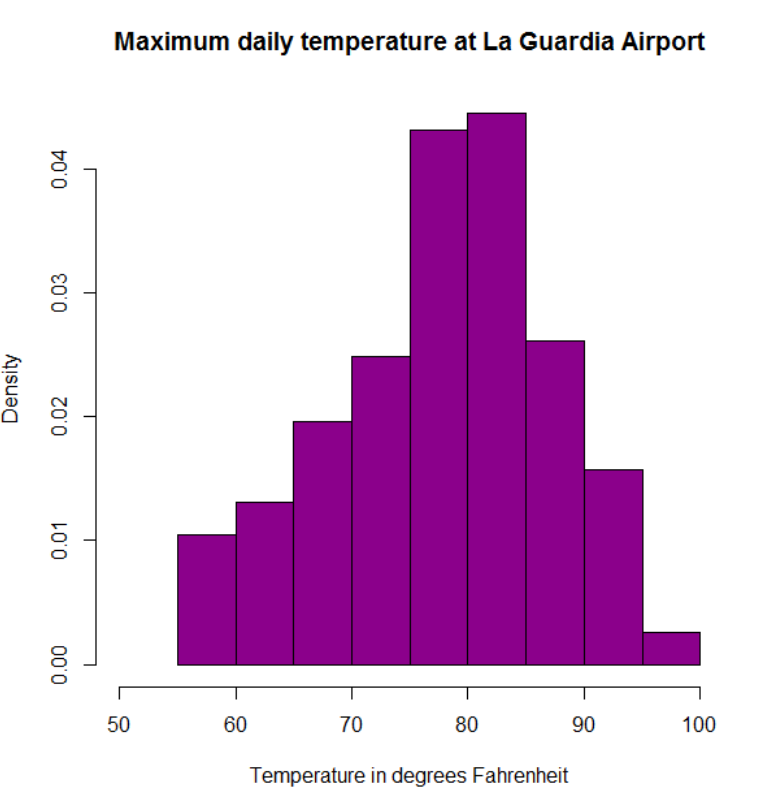 Maximum daily temperature at La Guardia Airport
0.04
0.03
0.02
0.01
0.00
Density
50 60 70 80 90 100
Temperature in degrees Fahrenheit